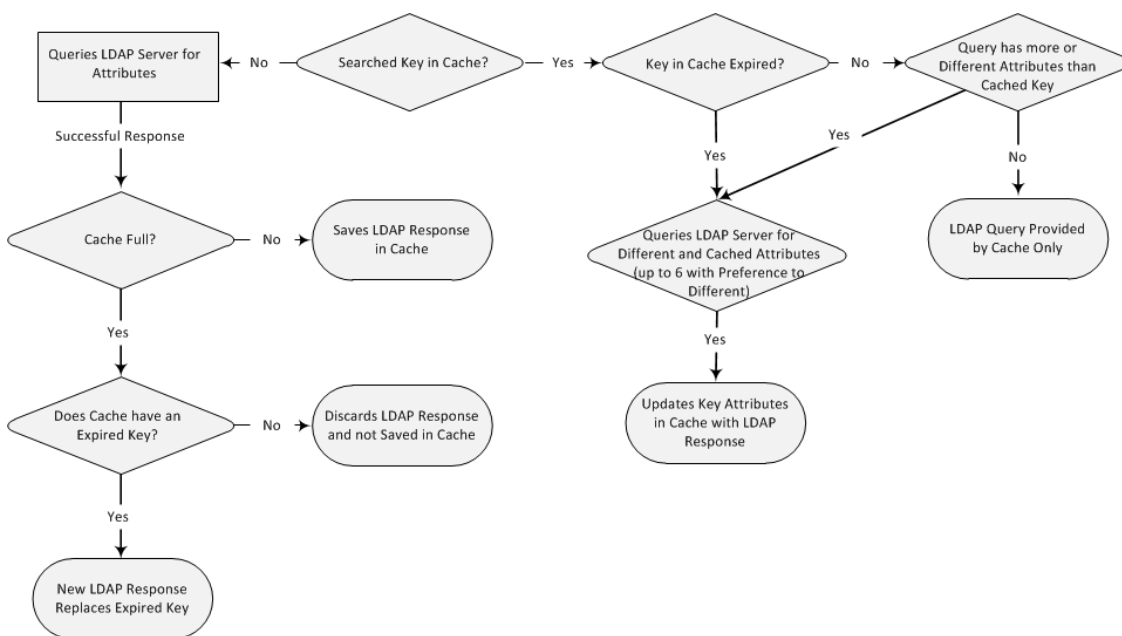 Queries LDAP Server for
Attributes
No
Searched Key in Cache?
Yes
Key in Cache Expired?
No
Query has more or
Different Attributes than
Cached Key
Successful Response
Yes
Yes
No
Cache Full?
No
Saves LDAP Response
in Cache
Queries LDAP Server for
Different and Cached Attributes
(up to 6 with Preference to
Different)
LDAP Query Provided
by Cache Only
Yes
Yes
Does Cache have an
Expired Key?
No
Discards LDAP Response
and not Saved in Cache
Updates Key Attributes
in Cache with LDAP
Response
Yes
New LDAP Response
Replaces Expired Key